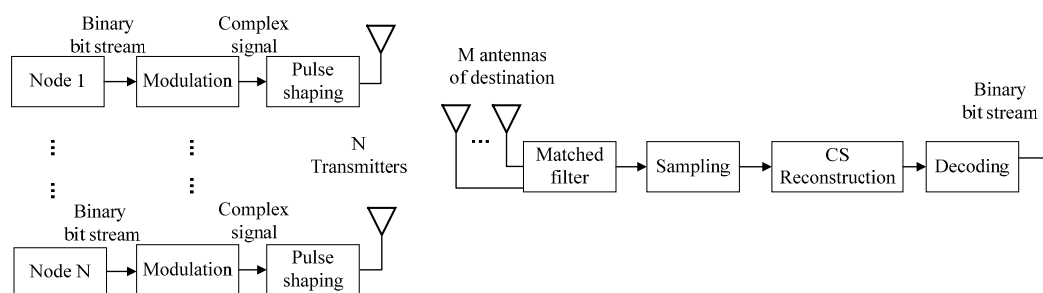 Binary
bit stream
Complex
signal
Node 1
Modulation
Pulse
shaping
N
Transmitters
Binary
bit stream
Complex
signal
Node N
Modulation
Pulse
shaping
M antennas
of destination
Matched
filter
Sampling
CS
Reconstruction
Decoding
Binary
bit stream